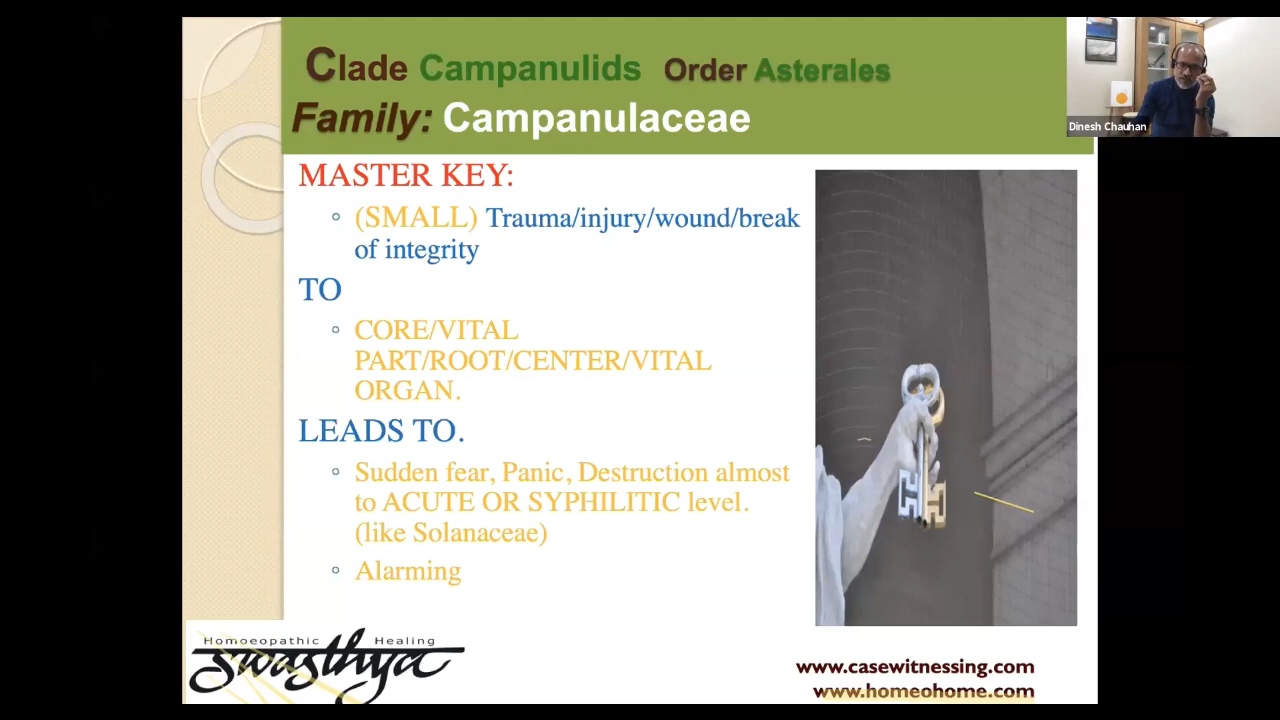 Clade Campanulids Order Asterales
Family: Campanulaceae
Dinesh Chauhan
MASTER KEY:
(SMALL) Trauma/injury/wound/break
of integrity
TO
CORE/VITAL
PART/ROOT/CENTER/VITAL
ORGAN.
LEADS TO.
Sudden fear, Panic, Destruction almost
to ACUTE OR SYPHILITIC level.
(like Solanaceae)
Alarming
Homoeopathic Healing
swasthya
www.casewitnessing.com
www.homeohome.com